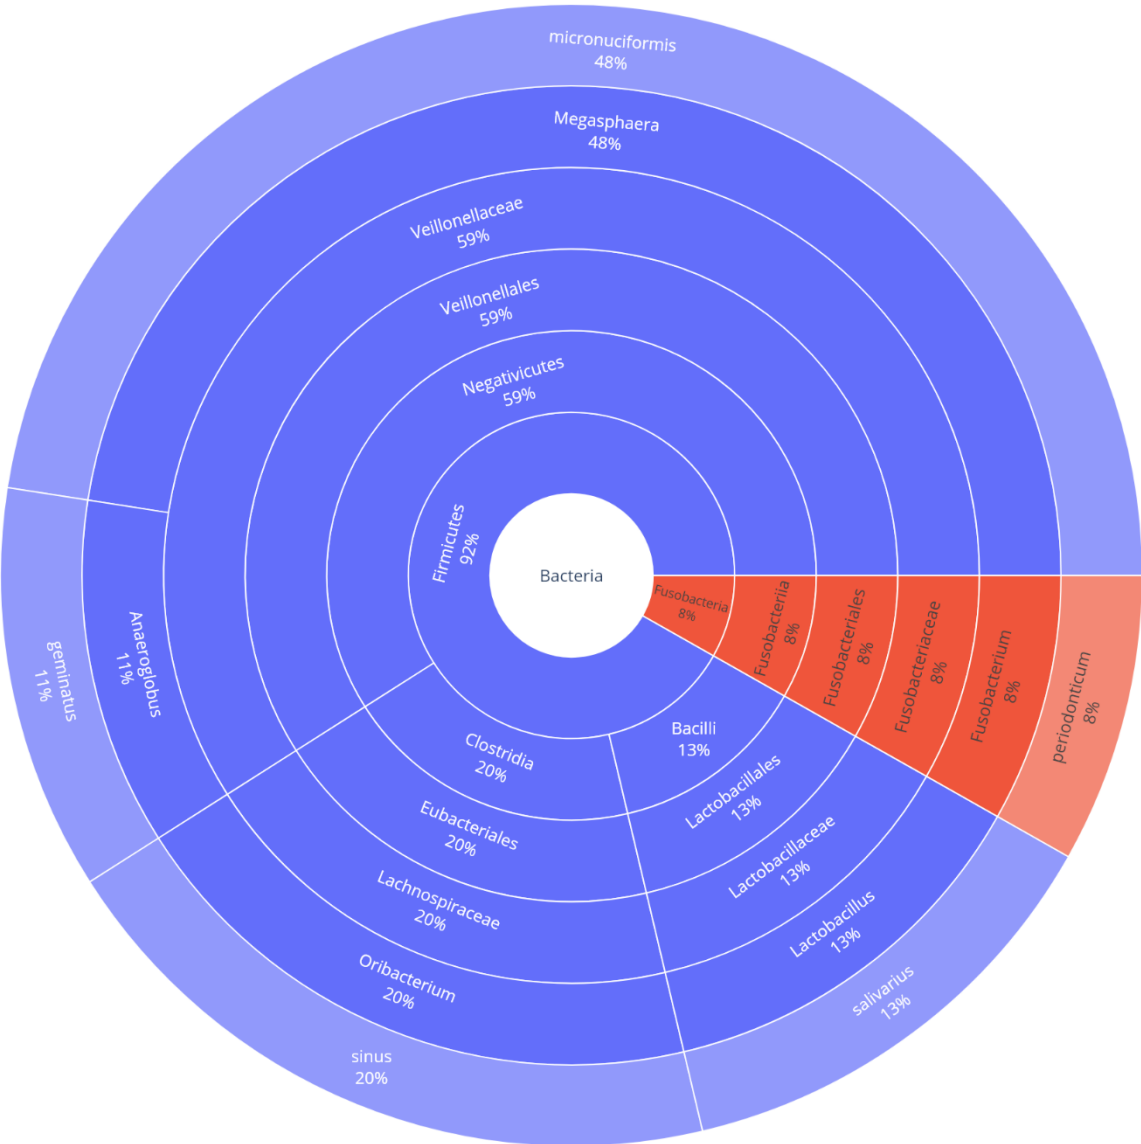 micronuciformis
48%
Megasphaera
48%
Veillonellaceae
59%
Veillonellales
59%
Negativicutes
59%
Firmicutes
92%
Bacteria
Fusobacteria
8%
Fusobacteriia
8%
Fusobacteriales
8%
Fusobacteriaceae
8%
Fusobacterium
8%
periodonticum
8%
Anaeroglobus
11%
geminatus
11%
Clostridia
20%
Eubacteriales
20%
Lachnospiraceae
20%
Oribacterium
20%
sinus
20%
Bacilli
13%
Lactobacillales
13%
Lactobacillaceae
13%
Lactobacillus
13%
salivarius
13%